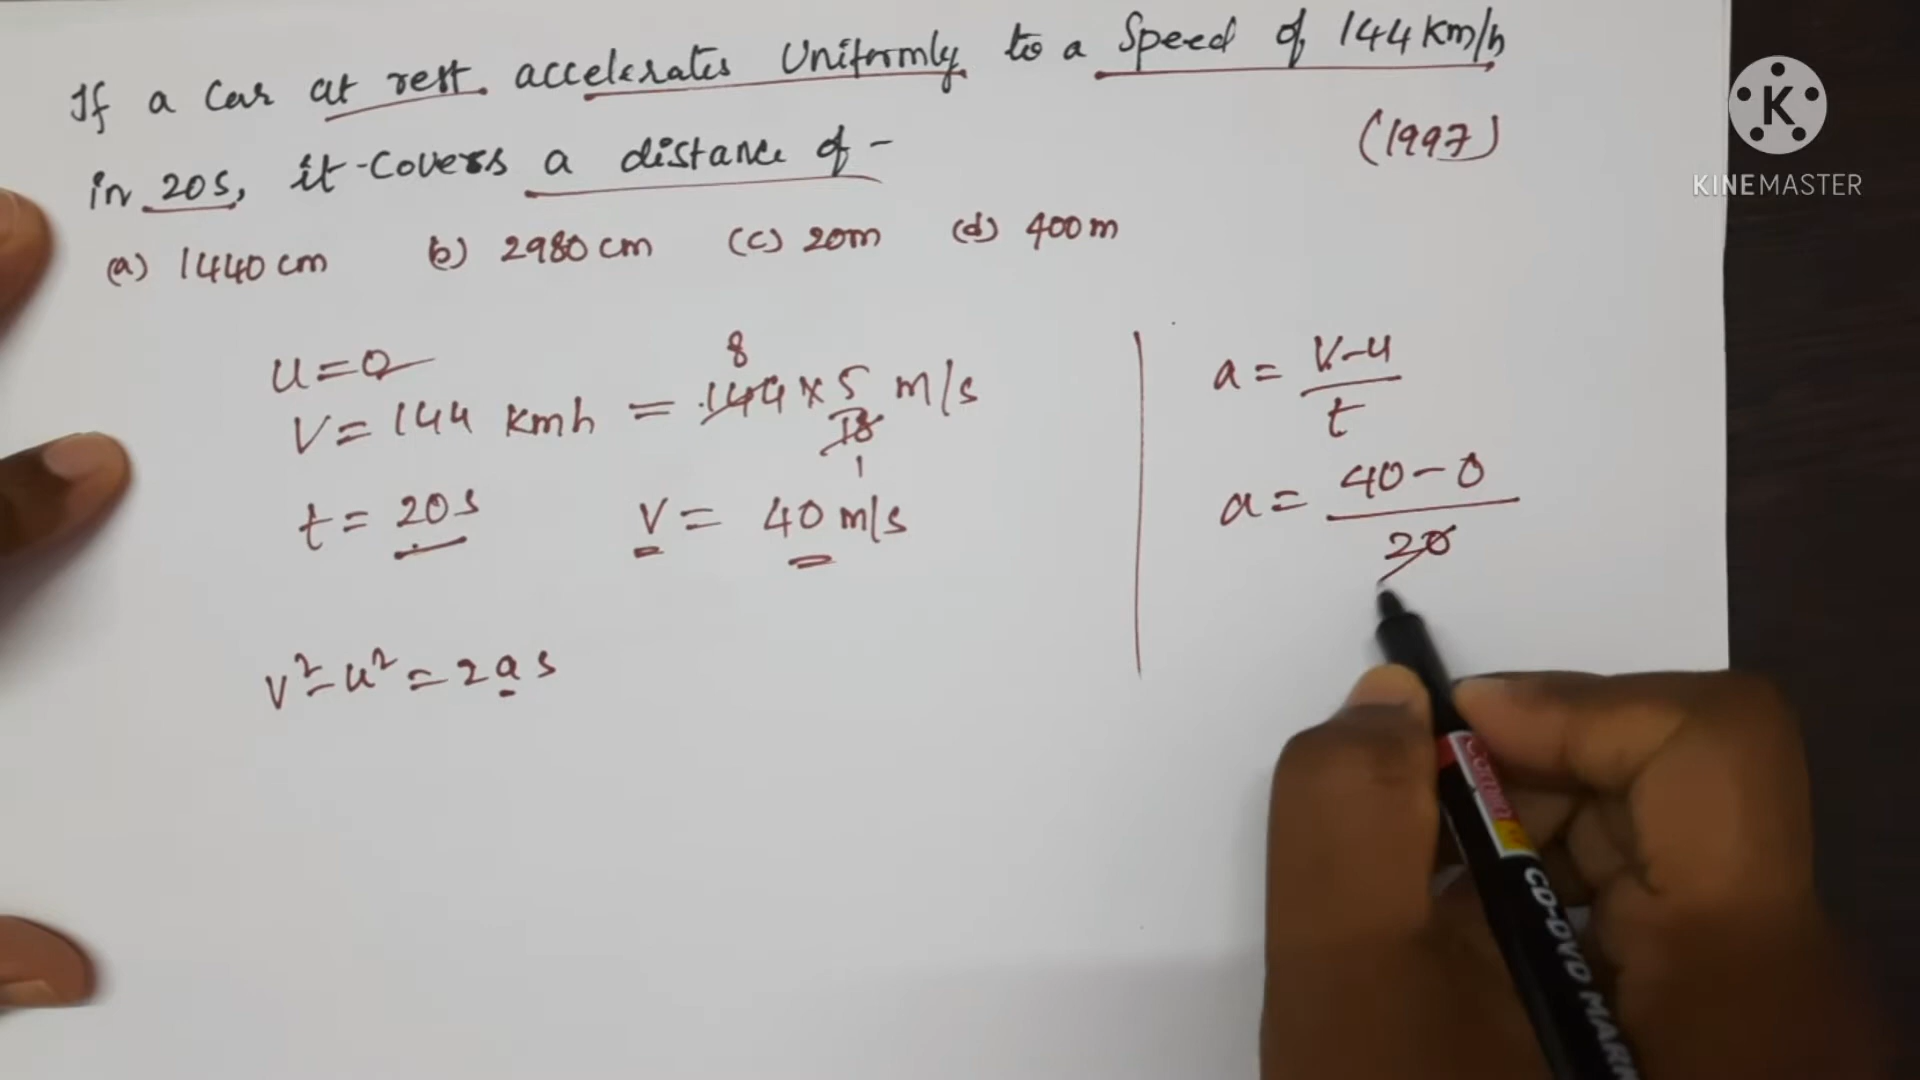 If a Car at rest accelerates Uniformly to a Speed of 144 Km/h
(1997)
in 20s, it covers a distance of -
(a) 1440 cm b) 2980 cm (c) 20m (d) 400m
u=0
8
V = 144 Kmh = 144 × 5 m/s
18
1
t = 20s V = 40 m/s
v²-u² = 2as
a = V-u
t
a = 40-0
20
K
KINEMASTER
Camlin
CD-DVD MARK